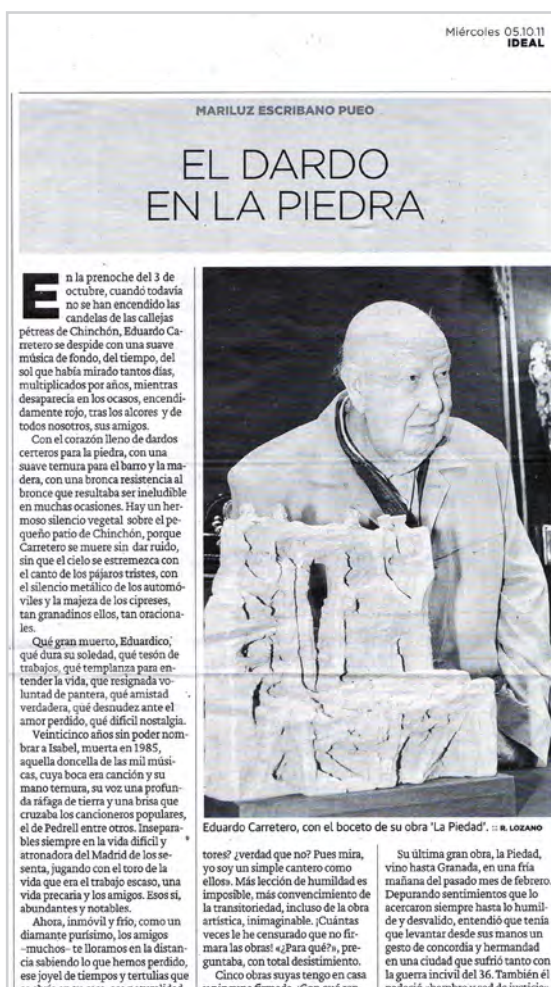 Miércoles 05.10.11
IDEAL
MARILUZ ESCRIBANO PUEO
EL DARDO
EN LA PIEDRA
En la prenoche del 3 de
octubre, cuando todavía
no se han encendido las
candelas de las callejas
pétreas de Chinchón, Eduardo Ca-
rretero se despide con una suave
música de fondo, del tiempo, del
sol que había mirado tantos días,
multiplicados por años, mientras
desaparecía en los ocasos, encendi-
damente rojo, tras los alcores y de
todos nosotros, sus amigos.
Con el corazón lleno de dardos
certeros para la piedra, con una
suave ternura para el barro y la ma-
dera, con una bronca resistencia al
bronce que resultaba ser ineludible
en muchas ocasiones. Hay un her-
moso silencio vegetal sobre el pe-
queño patio de Chinchón, porque
Carretero se muere sin dar ruido,
sin que el cielo se estremezca con
el canto de los pájaros tristes, con
el silencio metálico de los automó-
viles y la majeza de los cipreses,
tan granadinos ellos, tan oraciona-
les.
Qué gran muerto, Eduardico,
qué dura su soledad, qué tesón de
trabajos, qué templanza para en-
tender la vida, qué resignada vo-
luntad de pantera, qué amistad
verdadera, qué desnudez ante el
amor perdido, qué difícil nostalgia.
Veinticinco años sin poder nom-
brar a Isabel, muerta en 1985,
aquella doncella de las mil músi-
cas, cuya boca era canción y su
mano ternura, su voz una profun-
da ráfaga de tierra y una brisa que
cruzaba los cancioneros populares,
el de Pedrell entre otros. Insepara-
bles siempre en la vida difícil y
atronadora del Madrid de los se-
senta, jugando con el toro de la
vida que era el trabajo escaso, una
vida precaria y los amigos. Esos sí,
abundantes y notables.
Ahora, inmóvil y frío, como un
diamante purísimo, los amigos
–muchos– te lloramos en la distan-
cia sabiendo lo que hemos perdido,
ese joyel de tiempos y tertulias que
Eduardo Carretero, con el boceto de su obra 'La Piedad'. :: R. LOZANO
tores? ¿verdad que no? Pues mira,
yo soy un simple cantero como
ellos». Más lección de humildad es
imposible, más convencimiento de
la transitoriedad, incluso de la obra
artística, inimaginable. ¡Cuántas
veces le he censurado que no fir-
mara las obras! «¿Para qué?», pre-
guntaba, con total desistimiento.
Cinco obras suyas tengo en casa
Su última gran obra, la Piedad,
vino hasta Granada, en una fría
mañana del pasado mes de febrero.
Depurando sentimientos que lo
acercaron siempre hasta lo humil-
de y desvalido, entendió que tenía
que levantar desde sus manos un
gesto de concordia y hermandad
en una ciudad que sufrió tanto con
la guerra incivil del 36. También él